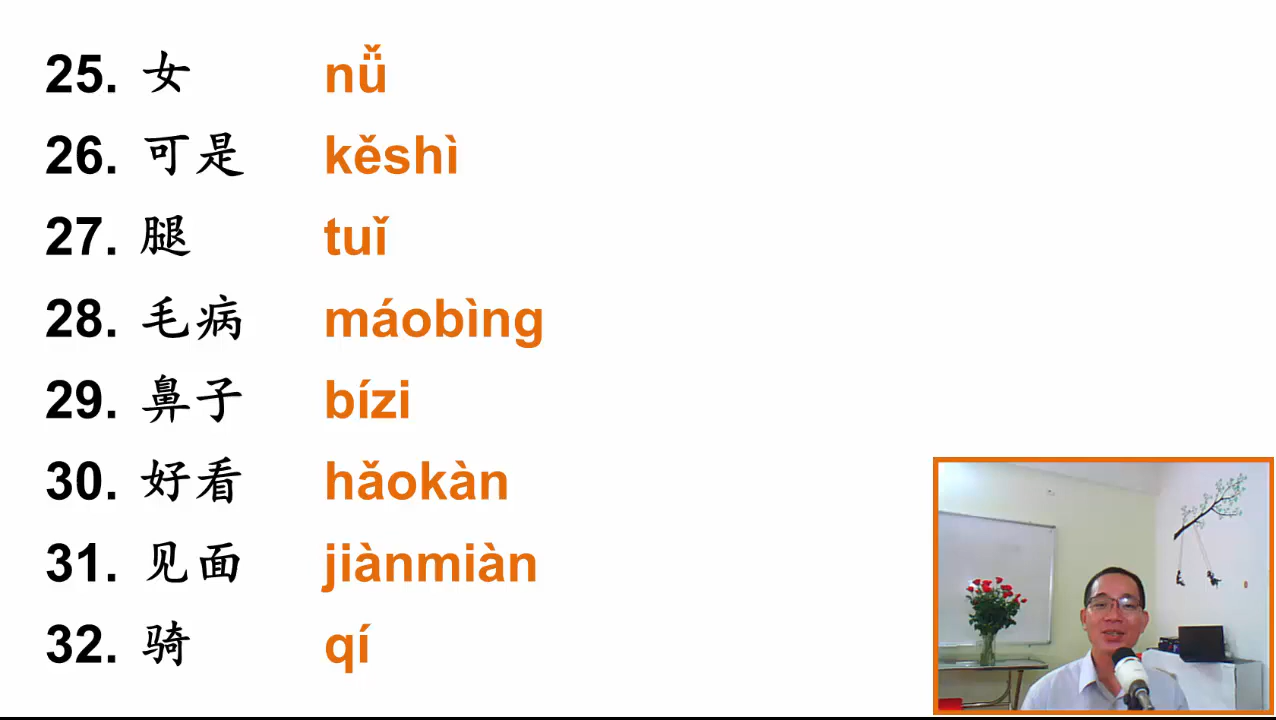 25. 女 nǚ
26. 可是 kěshì
27. 腿 tuǐ
28. 毛病 máobìng
29. 鼻子 bízi
30. 好看 hǎokàn
31. 见面 jiànmiàn
32. 骑 qí